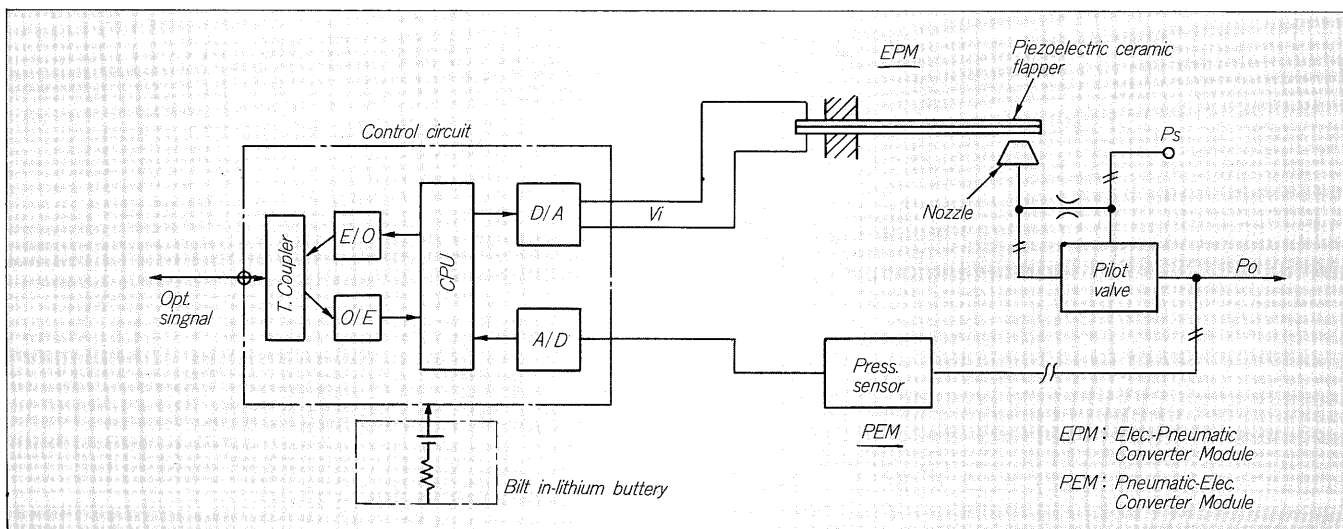 EPM
Piezoelectric ceramic
flapper
Ps
Control circuit
D/A
Vi
Nozzle
E/O
T. Coupler
CPU
Pilot
valve
Po
Opt.
singnal
O/E
A/D
Press.
sensor
PEM
EPM: Elec-Pneumatic
Converter Module
PEM: Pneumatic-Elec.
Converter Module
Bilt in-lithium buttery